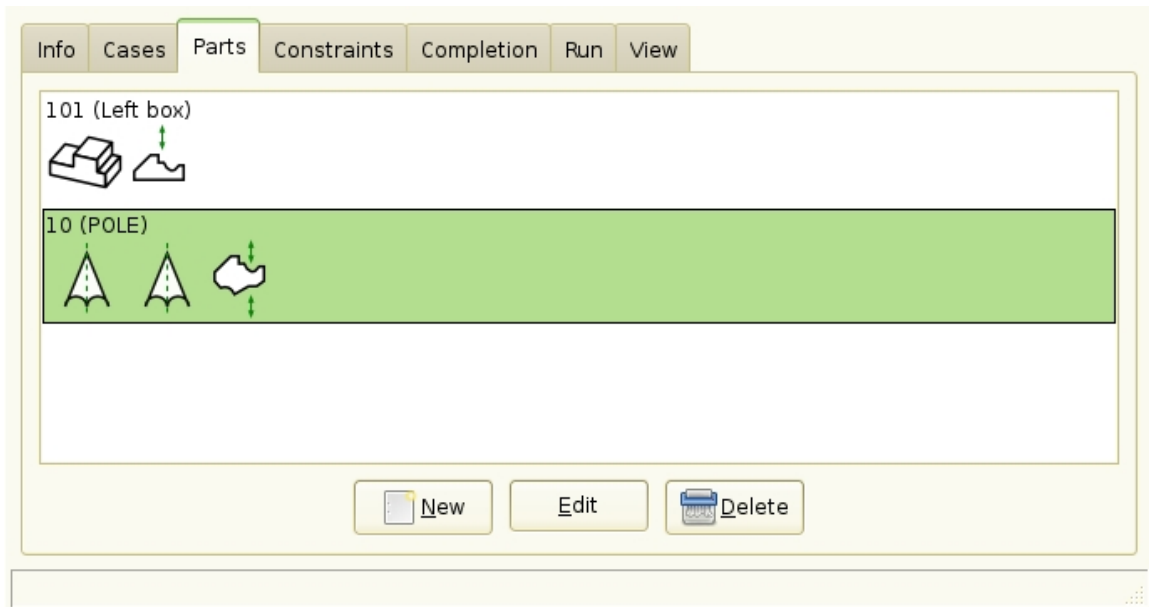 Info Cases Parts Constraints Completion Run View
101 (Left box)
10 (POLE)
New Edit Delete